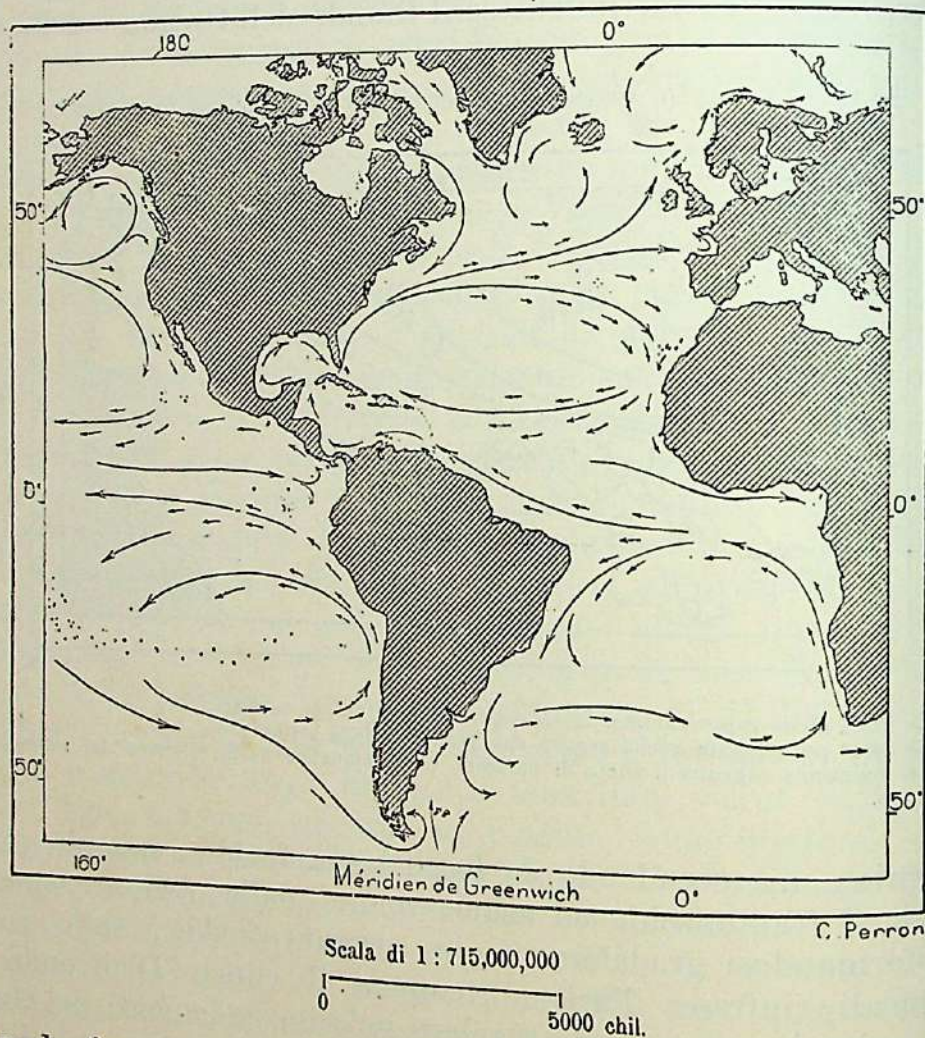 180 0°
50° 50°
0° 0°
50° 50°
160° Méridien de Greenwich 0°
C. Perron
Scala di 1 : 715,000,000
0 5000 chil.